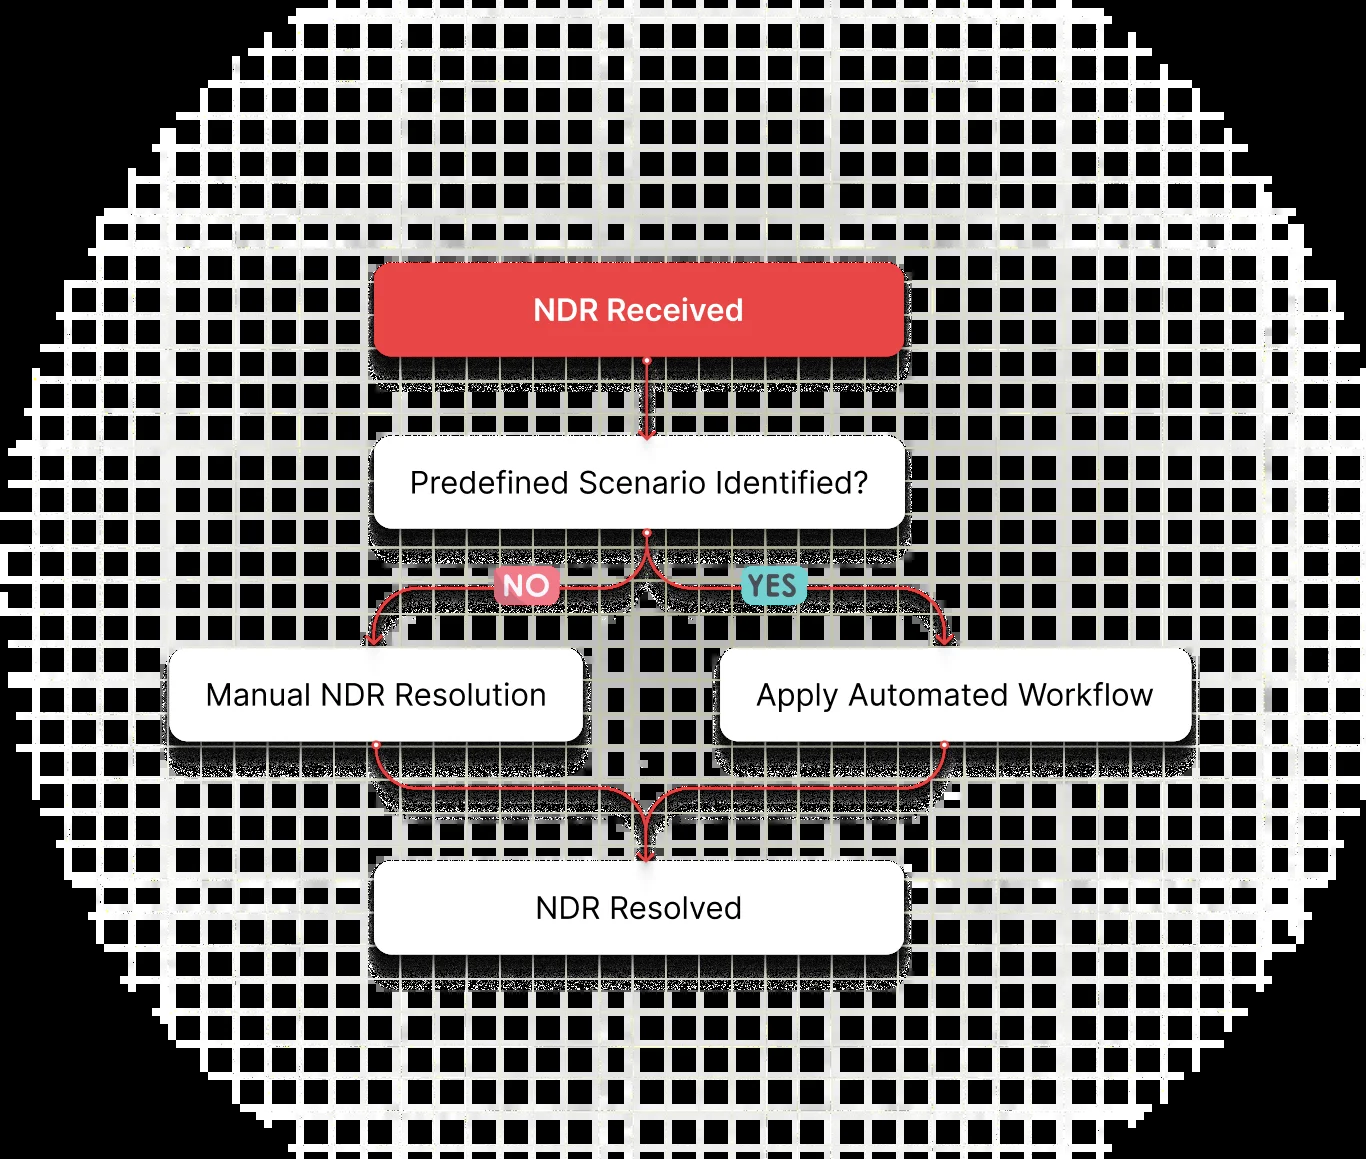 NDR Received
Predefined Scenario Identified?
NO
YES
Manual NDR Resolution
Apply Automated Workflow
NDR Resolved